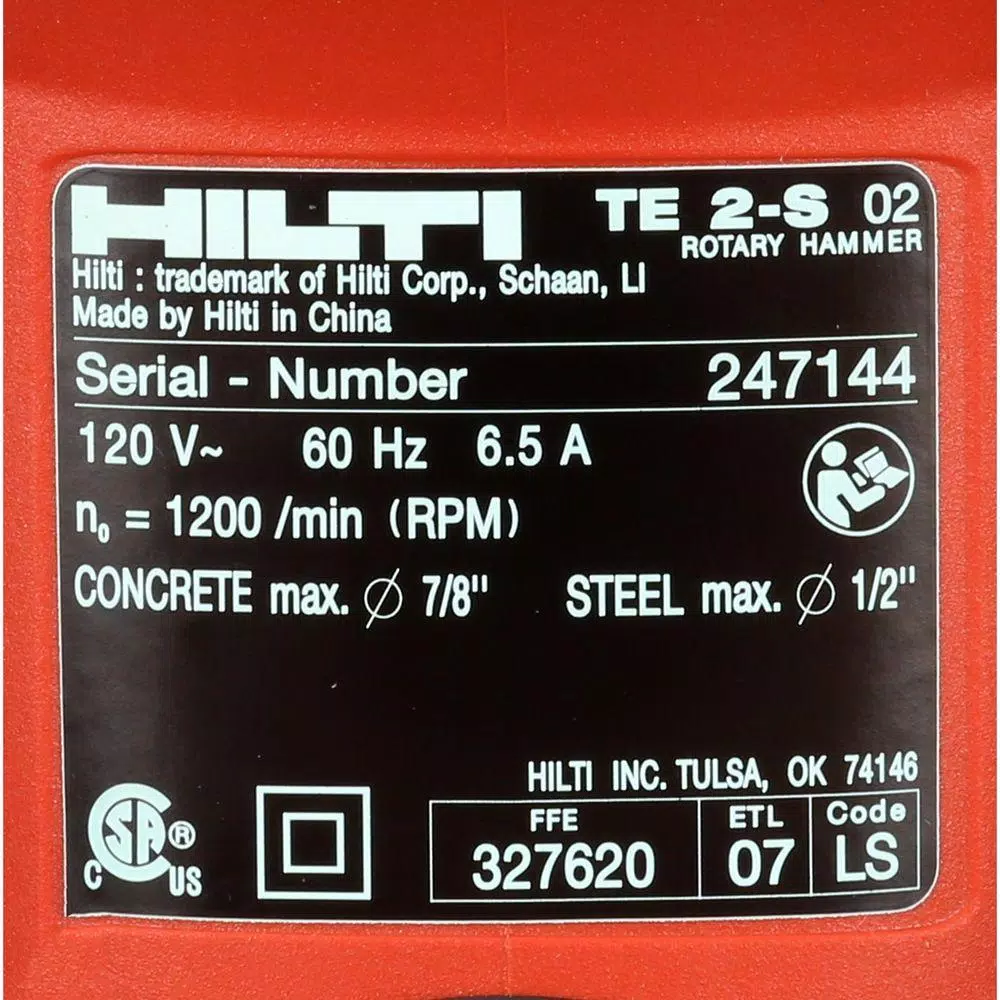 HILTI TE 2-S 02
ROTARY HAMMER
Hilti : trademark of Hilti Corp., Schaan, LI
Made by Hilti in China
Serial - Number 247144
120 V~ 60 Hz 6.5 A
n₀ = 1200 /min (RPM)
CONCRETE max. ∅ 7/8" STEEL max. ∅ 1/2"
HILTI INC. TULSA, OK 74146
FFE ETL Code
327620 07 LS
C SA ® US